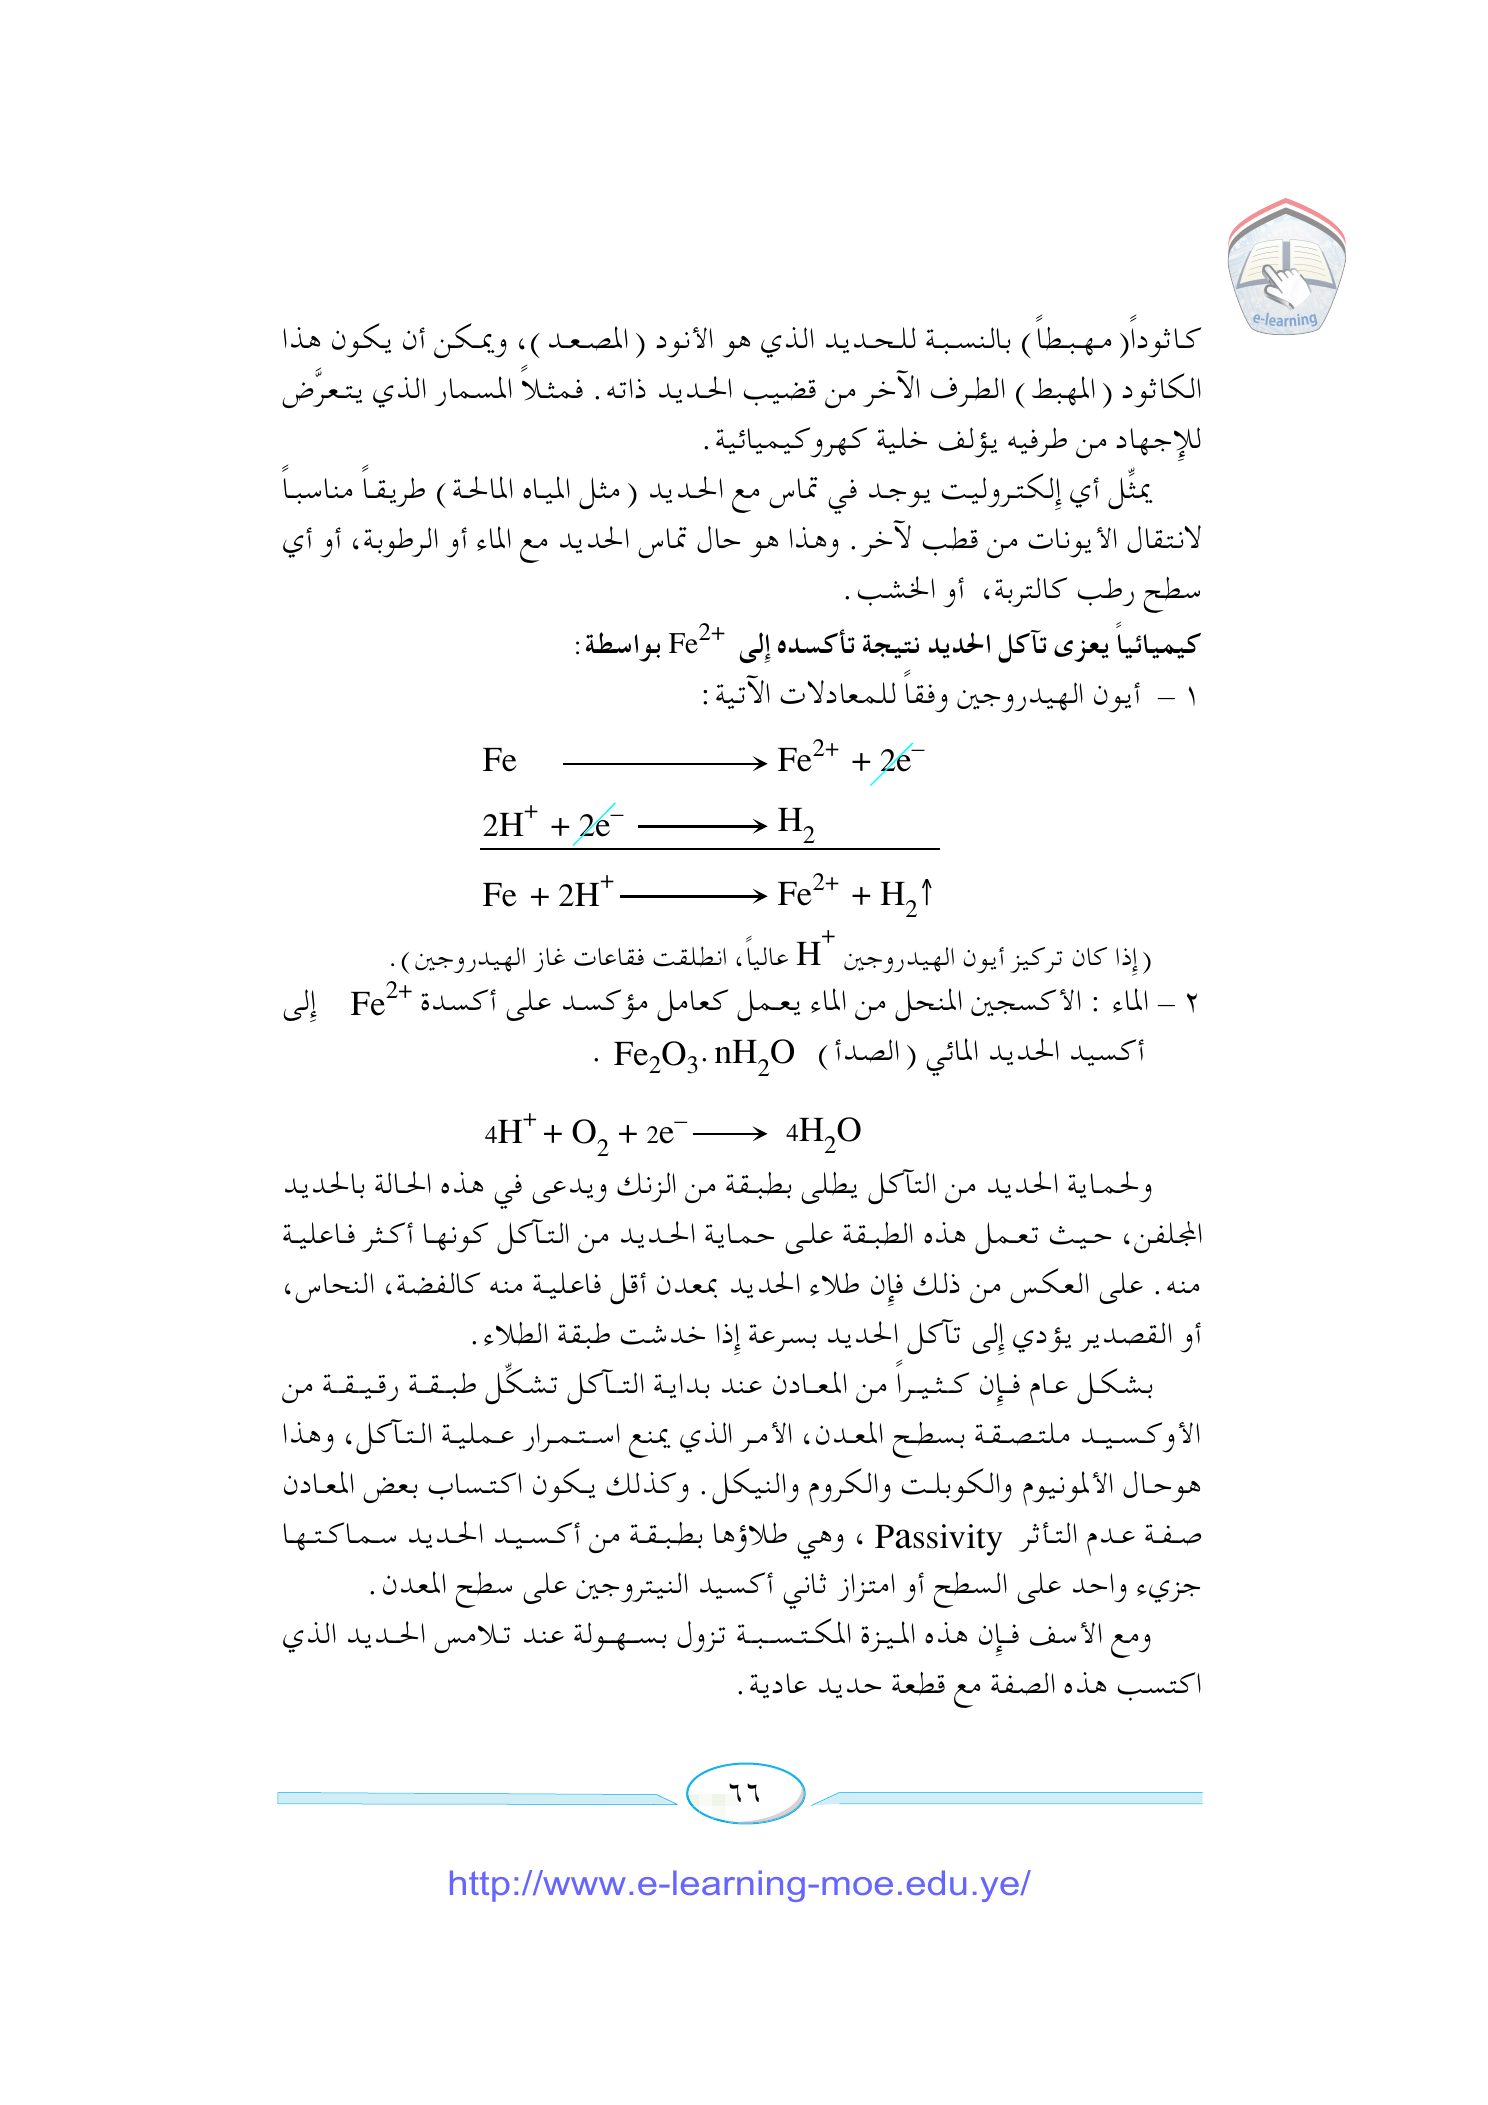 e-learning
كاثوداً (مهبطاً) بالنسبة للحديد الذي هو الأنود (المصعد)، ويمكن أن يكون هذا
الكاثود (المهبط) الطرف الآخر من قضيب الحديد ذاته. فمثلاً المسمار الذي يتعرَّض
للإجهاد من طرفيه يؤلف خلية كهروكيميائية.
يمثِّل أي إلكتروليت يوجد في تماس مع الحديد (مثل المياه المالحة) طريقاً مناسباً
لانتقال الأيونات من قطب لآخر. وهذا هو حال تماس الحديد مع الماء أو الرطوبة، أو أي
سطح رطب كالتربة، أو الخشب.
كيميائياً يعزى تآكل الحديد نتيجة تأكسده إلى Fe²⁺ بواسطة:
١ – أيون الهيدروجين وفقاً للمعادلات الآتية:
Fe ⟶ Fe²⁺ + 2e⁻
2H⁺ + 2e⁻ ⟶ H₂
Fe + 2H⁺ ⟶ Fe²⁺ + H₂↑
(إذا كان تركيز أيون الهيدروجين H⁺ عالياً، انطلقت فقاعات غاز الهيدروجين).
٢ – الماء : الأكسجين المنحل من الماء يعمل كعامل مؤكسد على أكسدة Fe²⁺ إلى
أكسيد الحديد المائي (الصدأ) Fe₂O₃. nH₂O .
4H⁺ + O₂ + 2e⁻ ⟶ 4H₂O
ولحماية الحديد من التآكل يطلى بطبقة من الزنك ويدعى في هذه الحالة بالحديد
المجلفن، حيث تعمل هذه الطبقة على حماية الحديد من التآكل كونها أكثر فاعلية
منه. على العكس من ذلك فإن طلاء الحديد بمعدن أقل فاعلية منه كالفضة، النحاس،
أو القصدير يؤدي إلى تآكل الحديد بسرعة إذا خدشت طبقة الطلاء.
بشكل عام فإن كثيراً من المعادن عند بداية التآكل تشكِّل طبقة رقيقة من
الأوكسيد ملتصقة بسطح المعدن، الأمر الذي يمنع استمرار عملية التآكل، وهذا
هوحال الألمونيوم والكوبلت والكروم والنيكل. وكذلك يكون اكتساب بعض المعادن
صفة عدم التأثر Passivity ، وهي طلاؤها بطبقة من أكسيد الحديد سماكتها
جزيء واحد على السطح أو امتزاز ثاني أكسيد النيتروجين على سطح المعدن.
ومع الأسف فإن هذه الميزة المكتسبة تزول بسهولة عند تلامس الحديد الذي
اكتسب هذه الصفة مع قطعة حديد عادية.
٦٦
http://www.e-learning-moe.edu.ye/